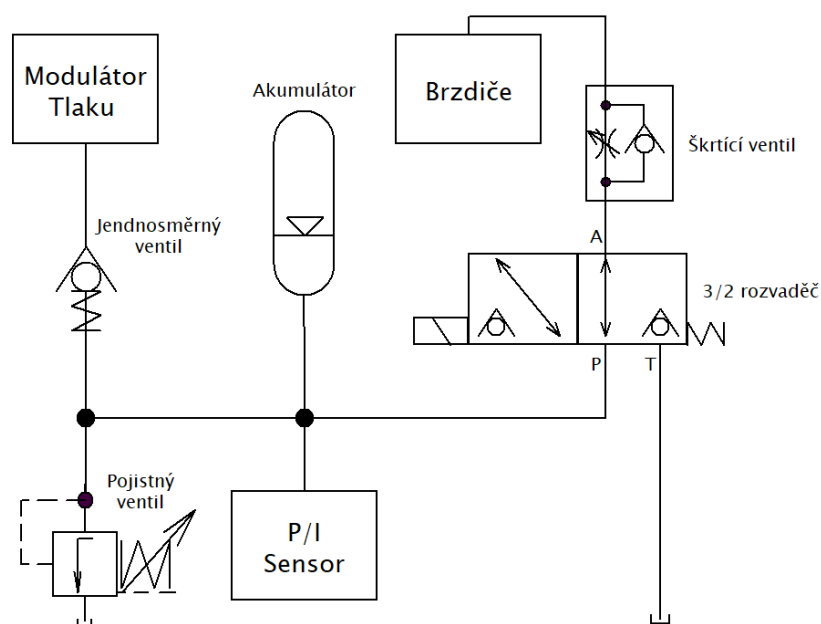 Modulátor
Tlaku
Akumulátor
Brzdiče
Škrtící ventil
Jendnosměrný
ventil
A
3/2 rozvaděč
P
T
Pojistný
ventil
P/I
Sensor